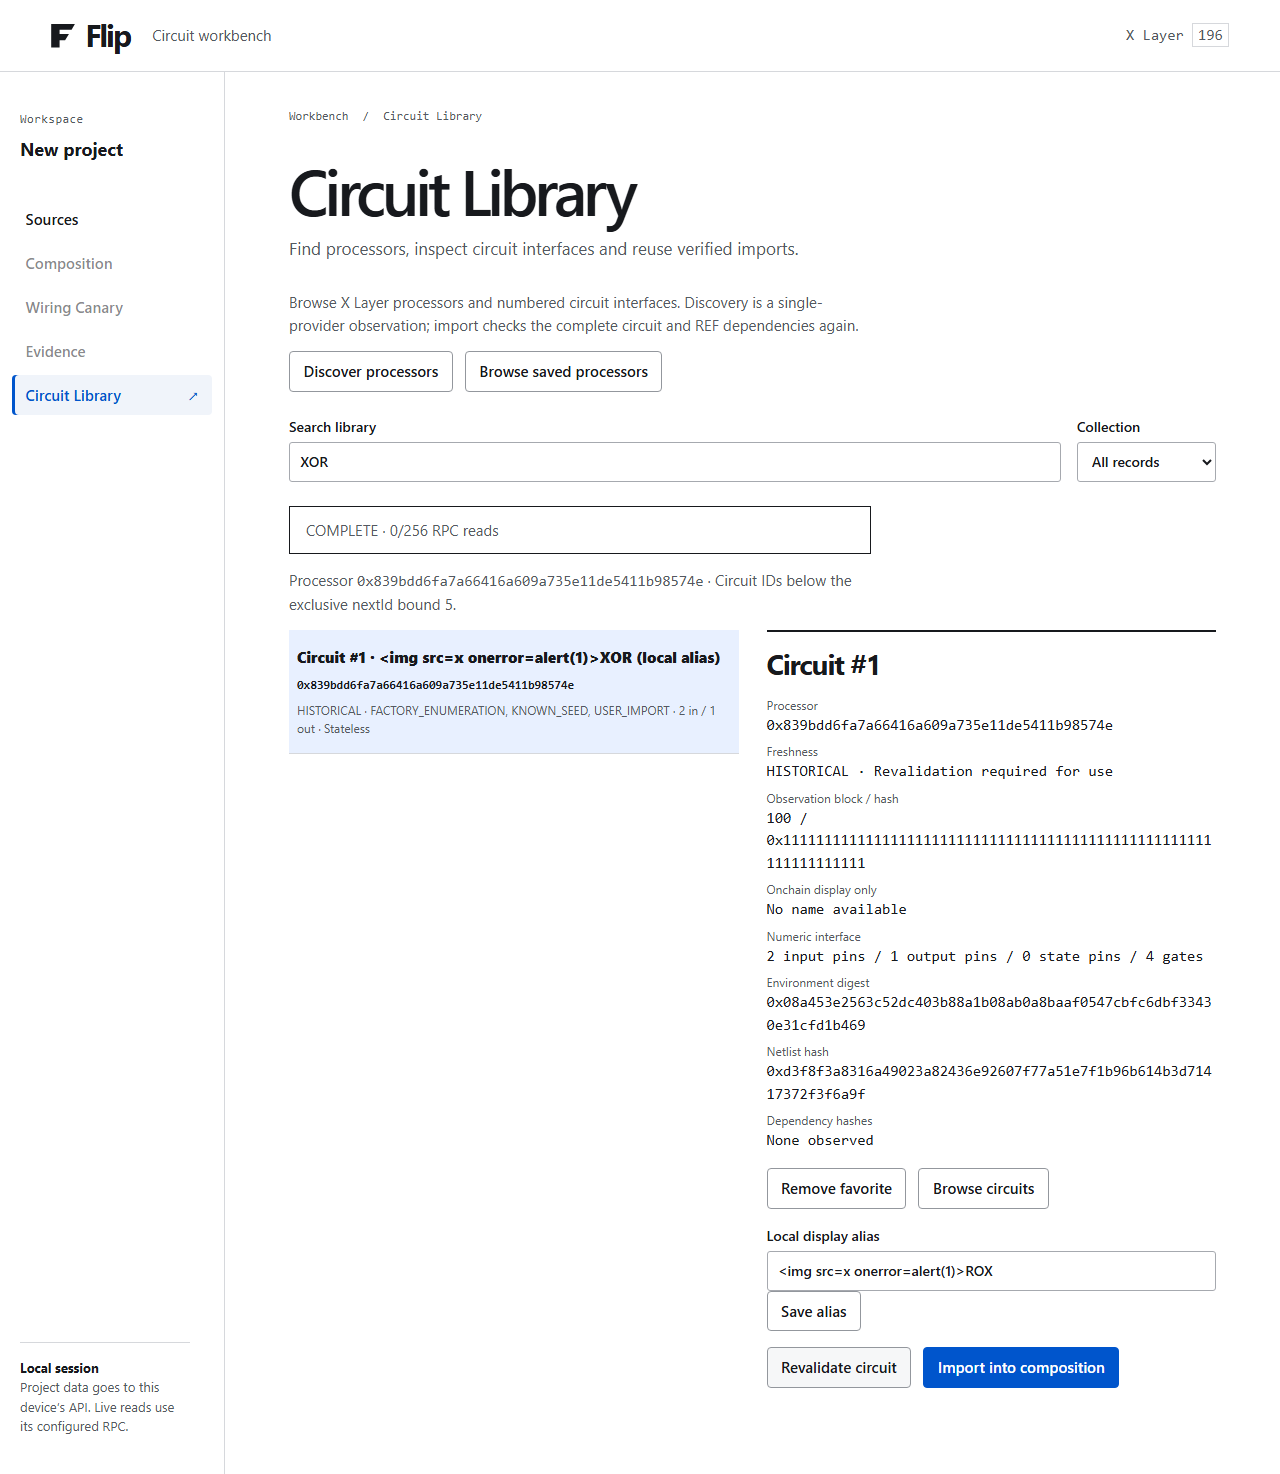 Flip
Circuit workbench
X Layer 196
Workspace
New project
Sources
Composition
Wiring Canary
Evidence
Circuit Library ↗
Local session
Project data goes to this
device's API. Live reads use
its configured RPC.
Workbench / Circuit Library
Circuit Library
Find processors, inspect circuit interfaces and reuse verified imports.
Browse X Layer processors and numbered circuit interfaces. Discovery is a single-
provider observation; import checks the complete circuit and REF dependencies again.
Discover processors
Browse saved processors
Search library
XOR
Collection
All records
COMPLETE · 0/256 RPC reads
Processor 0x839bdd6fa7a66416a609a735e11de5411b98574e · Circuit IDs below the
exclusive nextId bound 5.
Circuit #1 · <img src=x onerror=alert(1)>XOR (local alias)
0x839bdd6fa7a66416a609a735e11de5411b98574e
HISTORICAL · FACTORY_ENUMERATION, KNOWN_SEED, USER_IMPORT · 2 in / 1
out · Stateless
Circuit #1
Processor
0x839bdd6fa7a66416a609a735e11de5411b98574e
Freshness
HISTORICAL · Revalidation required for use
Observation block / hash
100 /
0x1111111111111111111111111111111111111111111111111111
111111111111
Onchain display only
No name available
Numeric interface
2 input pins / 1 output pins / 0 state pins / 4 gates
Environment digest
0x08a453e2563c52dc403b88a1b08ab0a8baaf0547cbfc6dbf3343
0e31cfd1b469
Netlist hash
0xd3f8f3a8316a49023a82436e92607f77a51e7f1b96b614b3d714
17372f3f6a9f
Dependency hashes
None observed
Remove favorite
Browse circuits
Local display alias
<img src=x onerror=alert(1)>ROX
Save alias
Revalidate circuit
Import into composition